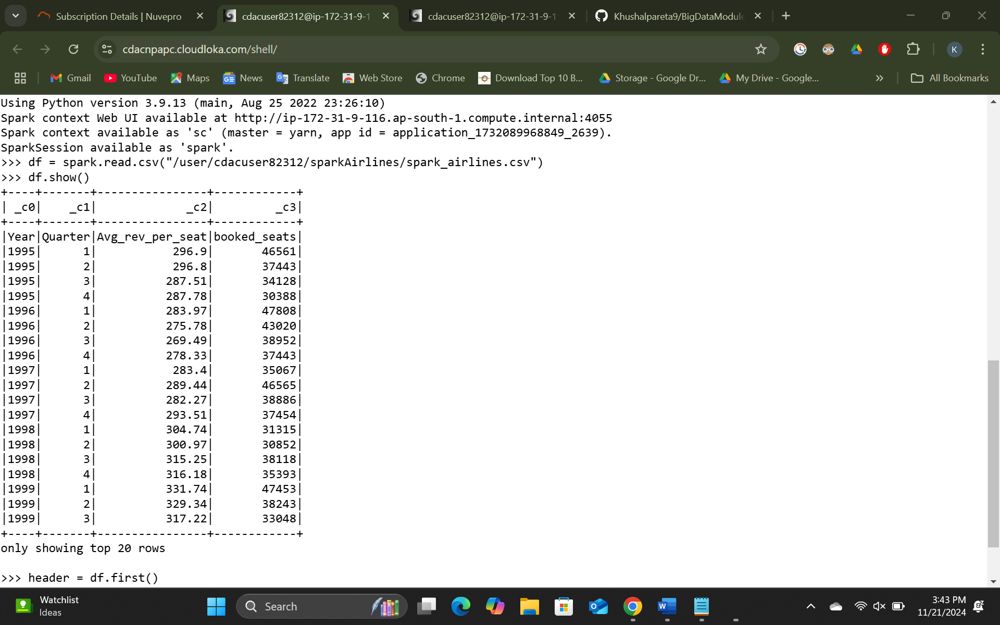 Subscription Details | Nuvepro
cdacuser82312@ip-172-31-9-1
cdacuser82312@ip-172-31-9-1
Khushalpareta9/BigDataModule
cdacnpapc.cloudloka.com/shell/
K
Gmail
YouTube
Maps
News
Translate
Web Store
Chrome
Download Top 10 B...
Storage - Google Dr...
My Drive - Google...
»
All Bookmarks
Using Python version 3.9.13 (main, Aug 25 2022 23:26:10)
Spark context Web UI available at http://ip-172-31-9-116.ap-south-1.compute.internal:4055
Spark context available as 'sc' (master = yarn, app id = application_1732089968849_2639).
SparkSession available as 'spark'.
>>> df = spark.read.csv("/user/cdacuser82312/sparkAirlines/spark_airlines.csv")
>>> df.show()
+----+-------+----------------+------------+
| _c0|    _c1|             _c2|         _c3|
+----+-------+----------------+------------+
|Year|Quarter|Avg_rev_per_seat|booked_seats|
|1995|      1|           296.9|       46561|
|1995|      2|           296.8|       37443|
|1995|      3|          287.51|       34128|
|1995|      4|          287.78|       30388|
|1996|      1|          283.97|       47808|
|1996|      2|          275.78|       43020|
|1996|      3|          269.49|       38952|
|1996|      4|          278.33|       37443|
|1997|      1|           283.4|       35067|
|1997|      2|          289.44|       46565|
|1997|      3|          282.27|       38886|
|1997|      4|          293.51|       37454|
|1998|      1|          304.74|       31315|
|1998|      2|          300.97|       30852|
|1998|      3|          315.25|       38118|
|1998|      4|          316.18|       35393|
|1999|      1|          331.74|       47453|
|1999|      2|          329.34|       38243|
|1999|      3|          317.22|       33048|
+----+-------+----------------+------------+
only showing top 20 rows
>>> header = df.first()
Watchlist
Ideas
Search
3:43 PM
11/21/2024